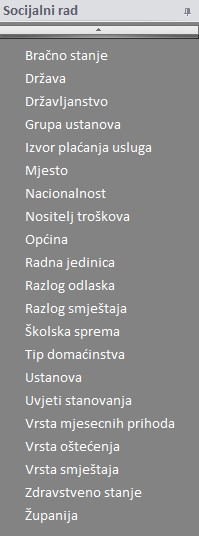 Socijalni rad
Bračno stanje
Država
Državljanstvo
Grupa ustanova
Izvor plaćanja usluga
Mjesto
Nacionalnost
Nositelj troškova
Općina
Radna jedinica
Razlog odlaska
Razlog smještaja
Školska sprema
Tip domaćinstva
Ustanova
Uvjeti stanovanja
Vrsta mjesecnih prihoda
Vrsta oštećenja
Vrsta smještaja
Zdravstveno stanje
Županija